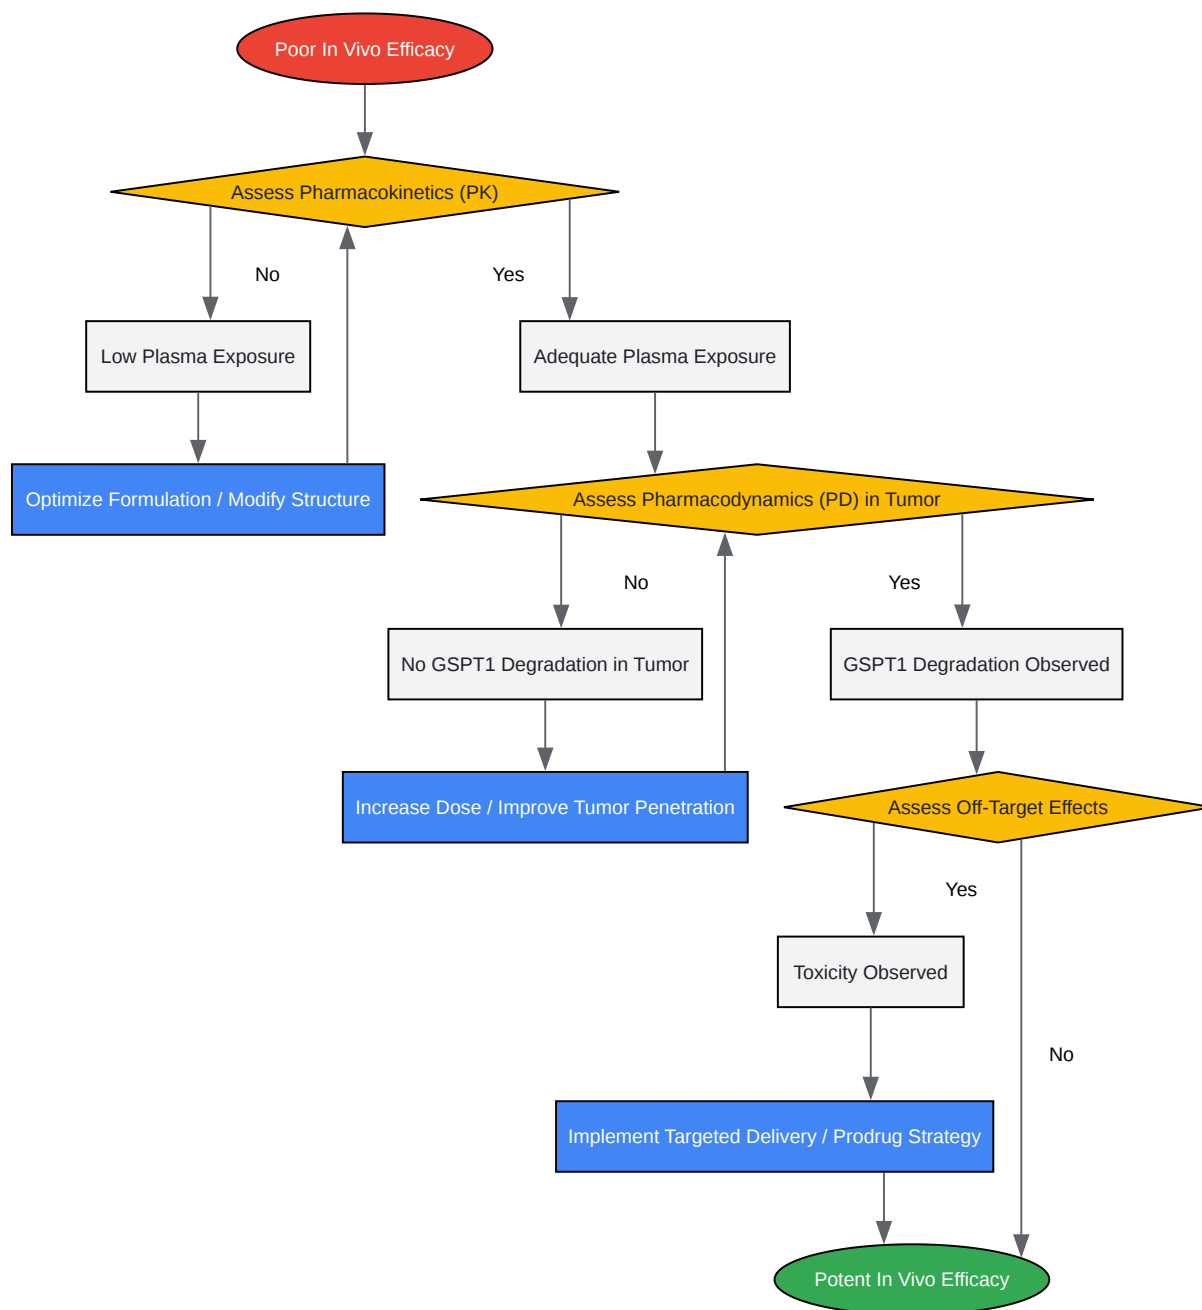 Poor In Vivo Efficacy
Assess Pharmacokinetics (PK)
No
Yes
Low Plasma Exposure
Adequate Plasma Exposure
Optimize Formulation / Modify Structure
Assess Pharmacodynamics (PD) in Tumor
No
Yes
No GSPT1 Degradation in Tumor
GSPT1 Degradation Observed
Increase Dose / Improve Tumor Penetration
Assess Off-Target Effects
Yes
Toxicity Observed
No
Implement Targeted Delivery / Prodrug Strategy
Potent In Vivo Efficacy